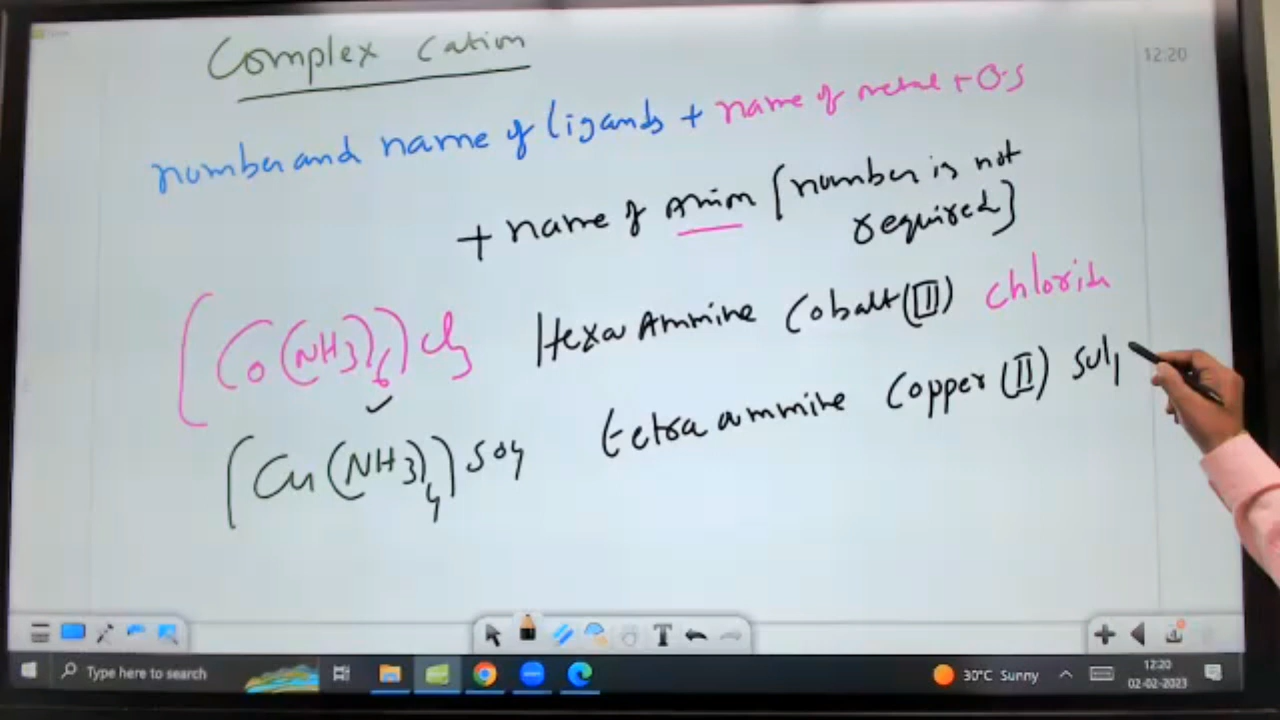 Complex Cation
12:20
number and name of ligands + name of metal + O.S
+ name of Anion [number is not
required]
[Co(NH3)6]Cl3 Hexa Ammine Cobalt(III) chloride
[Cu(NH3)4]SO4 tetra ammine Copper(II) sul
Type here to search
30°C Sunny
12:20
02-02-2023